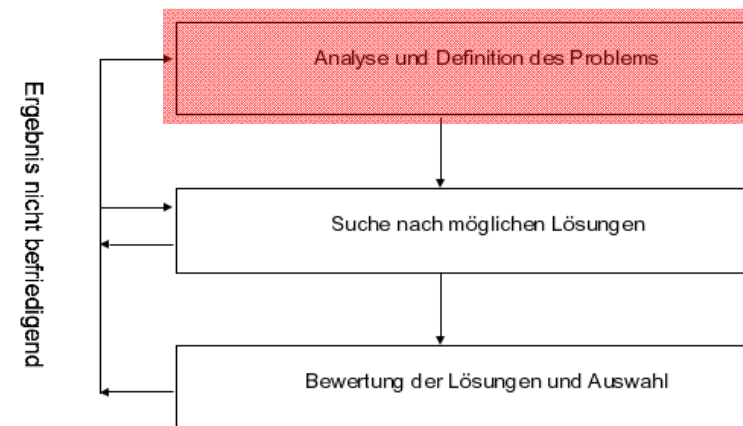 Analyse und Definition des Problems
Ergebnis nicht befriedigend
Suche nach möglichen Lösungen
Bewertung der Lösungen und Auswahl